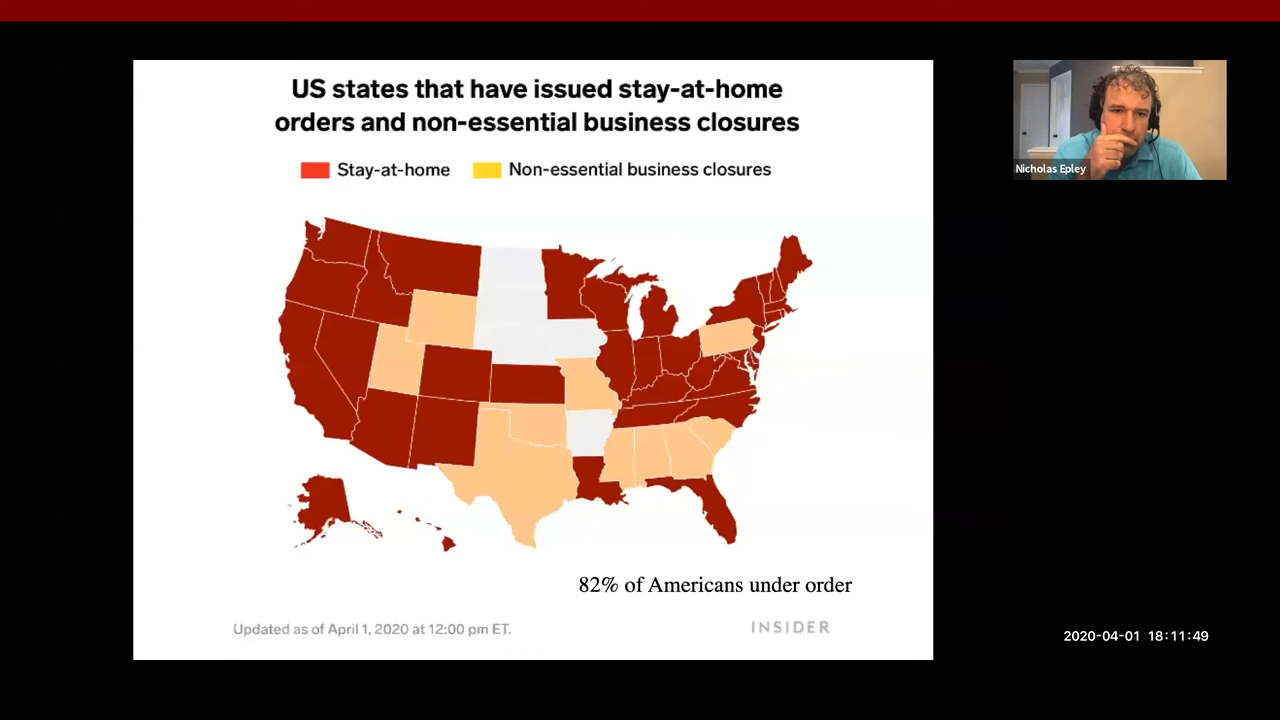 US states that have issued stay-at-home
orders and non-essential business closures
Stay-at-home
Non-essential business closures
Nicholas Epley
82% of Americans under order
Updated as of April 1, 2020 at 12:00 pm ET.
INSIDER
2020-04-01 18:11:49